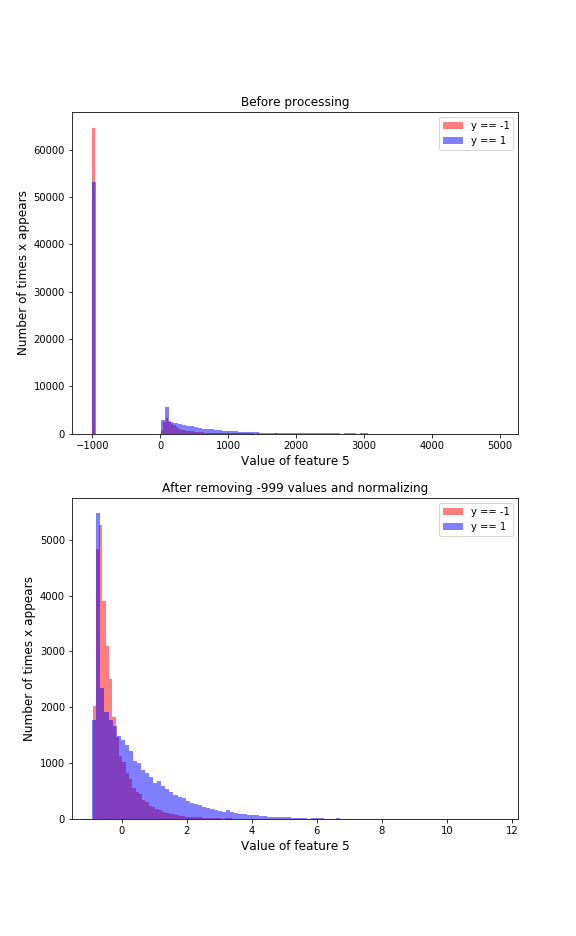 Before processing
y == -1
y == 1
Number of times x appears
60000
50000
40000
30000
20000
10000
0
−1000 0 1000 2000 3000 4000 5000
Value of feature 5
After removing -999 values and normalizing
y == -1
y == 1
Number of times x appears
5000
4000
3000
2000
1000
0
0 2 4 6 8 10 12
Value of feature 5